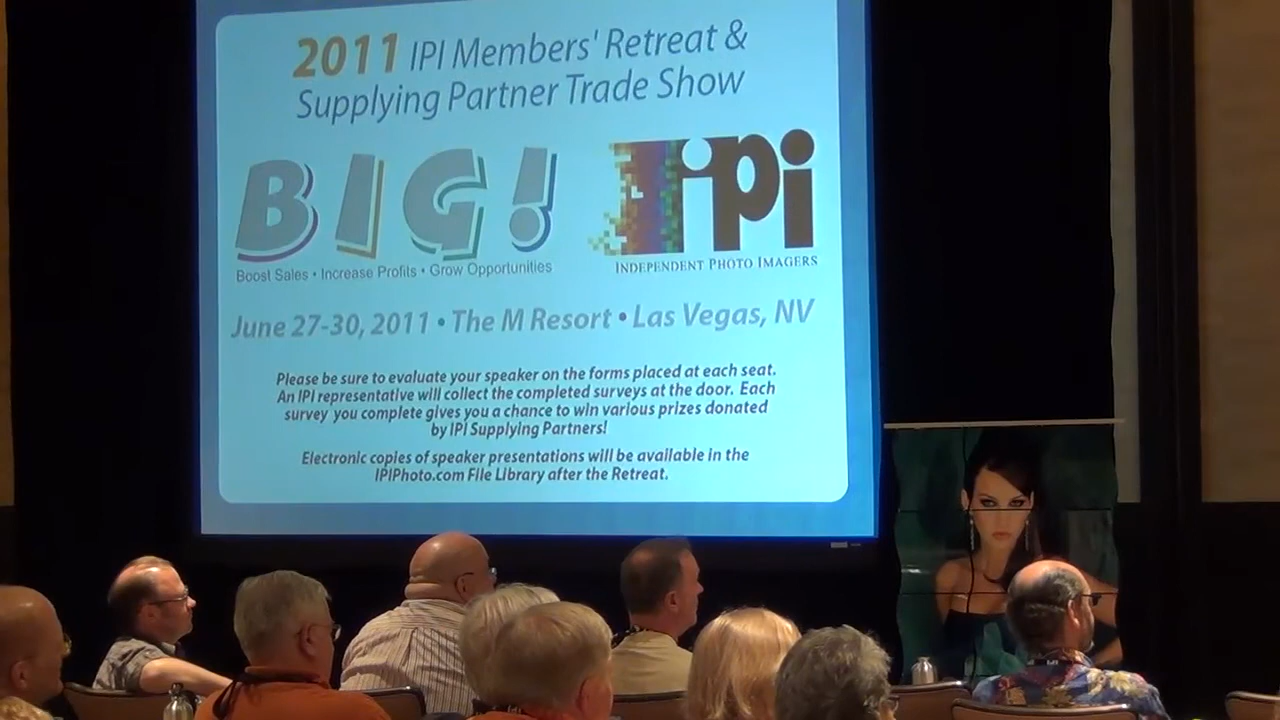 2011 IPI Members' Retreat &
Supplying Partner Trade Show
BIG!
Boost Sales • Increase Profits • Grow Opportunities
ipi
INDEPENDENT PHOTO IMAGERS
June 27-30, 2011 • The M Resort • Las Vegas, NV
Please be sure to evaluate your speaker on the forms placed at each seat.
An IPI representative will collect the completed surveys at the door. Each
survey you complete gives you a chance to win various prizes donated
by IPI Supplying Partners!
Electronic copies of speaker presentations will be available in the
IPIPhoto.com File Library after the Retreat.